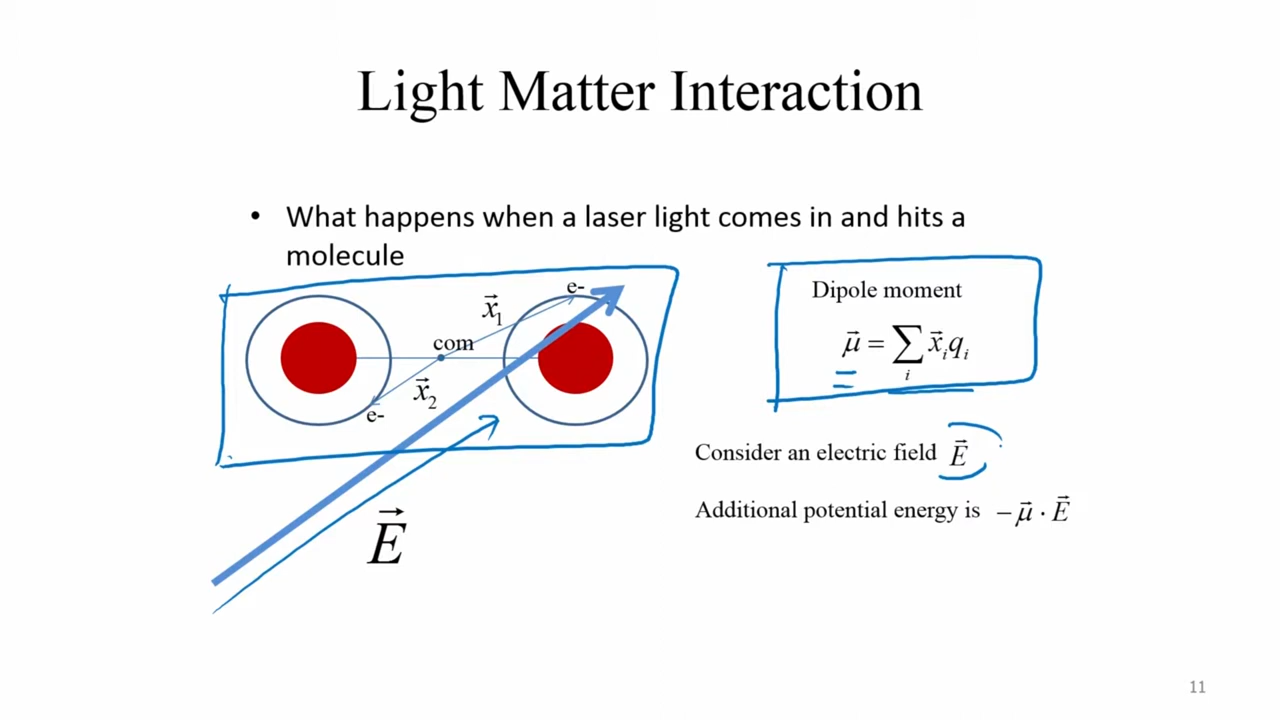 Light Matter Interaction
• What happens when a laser light comes in and hits a
molecule
e-
x⃗₁
com
x⃗₂
e-
E⃗
Dipole moment
μ⃗ = ∑ᵢ x⃗ᵢqᵢ
Consider an electric field E⃗
Additional potential energy is −μ⃗ · E⃗
11